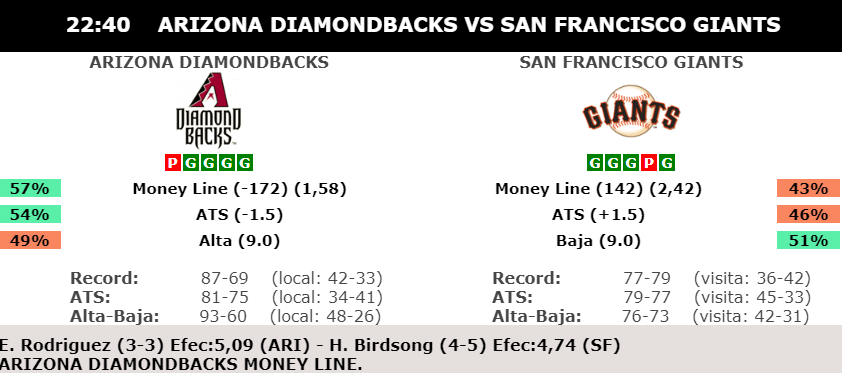 22:40 ARIZONA DIAMONDBACKS VS SAN FRANCISCO GIANTS
ARIZONA DIAMONDBACKS SAN FRANCISCO GIANTS
DIAMOND
BACKS
GIANTS
P G G G G G G G P G
57% Money Line (-172) (1,58) Money Line (142) (2,42) 43%
54% ATS (-1.5) ATS (+1.5) 46%
49% Alta (9.0) Baja (9.0) 51%
Record: 87-69 (local: 42-33) Record: 77-79 (visita: 36-42)
ATS: 81-75 (local: 34-41) ATS: 79-77 (visita: 45-33)
Alta-Baja: 93-60 (local: 48-26) Alta-Baja: 76-73 (visita: 42-31)
E. Rodriguez (3-3) Efec:5,09 (ARI) - H. Birdsong (4-5) Efec:4,74 (SF)
ARIZONA DIAMONDBACKS MONEY LINE.